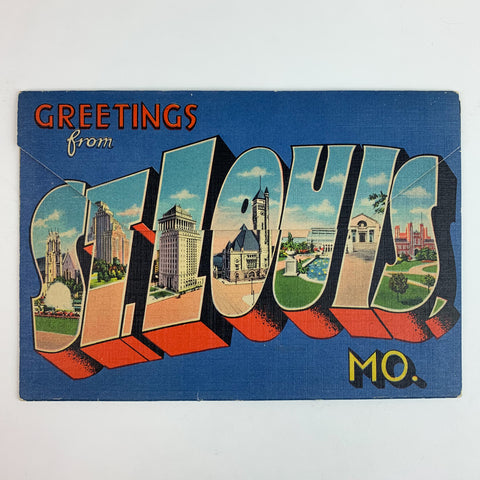 GREETINGS
from
ST. LOUIS,
MO.